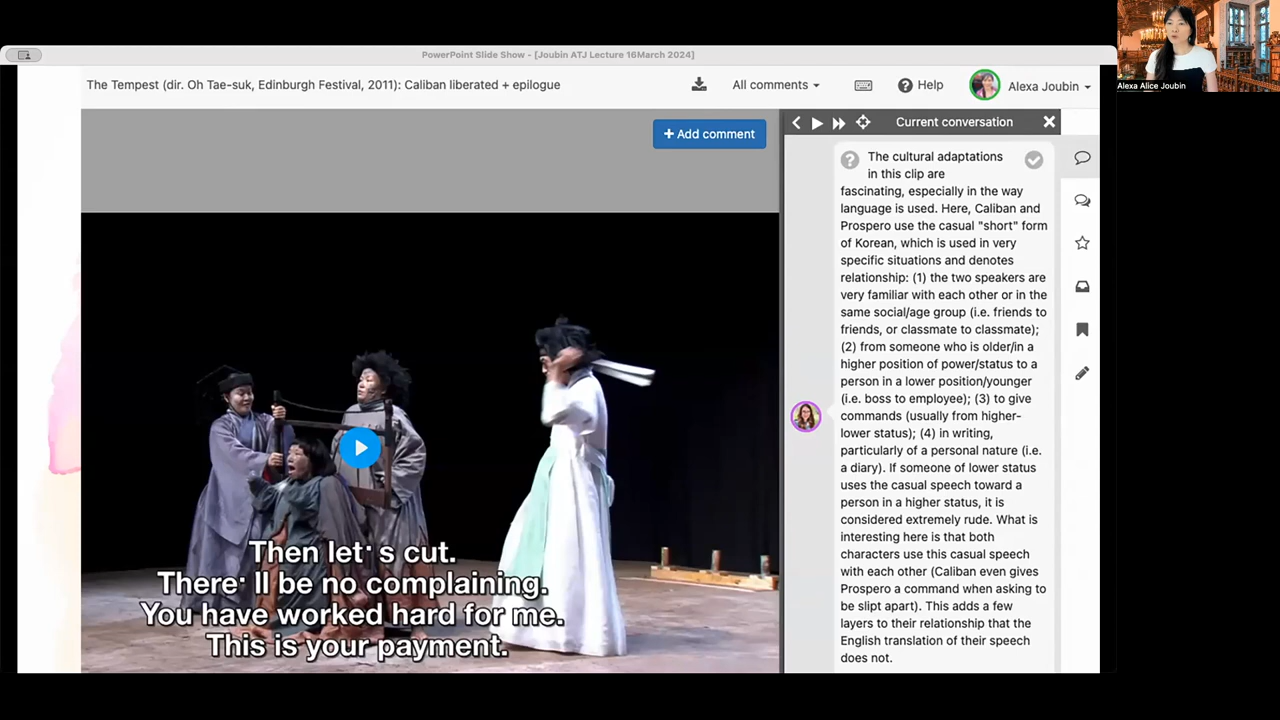 PowerPoint Slide Show - [Joubin ATJ Lecture 16March 2024]
The Tempest (dir. Oh Tae-suk, Edinburgh Festival, 2011): Caliban liberated + epilogue
All comments
Help
Alexa Joubin
Alexa Alice Joubin
+ Add comment
Current conversation
The cultural adaptations
in this clip are
fascinating, especially in the way
language is used. Here, Caliban and
Prospero use the casual "short" form
of Korean, which is used in very
specific situations and denotes
relationship: (1) the two speakers are
very familiar with each other or in the
same social/age group (i.e. friends to
friends, or classmate to classmate);
(2) from someone who is older/in a
higher position of power/status to a
person in a lower position/younger
(i.e. boss to employee); (3) to give
commands (usually from higher-
lower status); (4) in writing,
particularly of a personal nature (i.e.
a diary). If someone of lower status
uses the casual speech toward a
person in a higher status, it is
considered extremely rude. What is
interesting here is that both
characters use this casual speech
with each other (Caliban even gives
Prospero a command when asking to
be slipt apart). This adds a few
layers to their relationship that the
English translation of their speech
does not.
Then let's cut.
There'll be no complaining.
You have worked hard for me.
This is your payment.